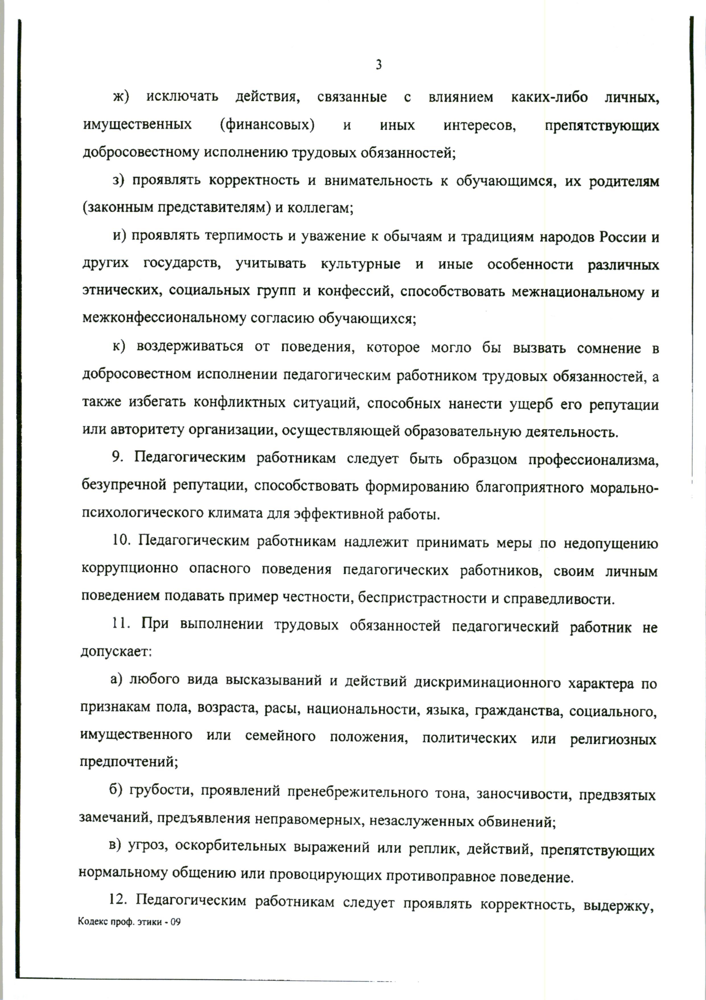 3
ж) исключать действия, связанные с влиянием каких-либо личных,
имущественных (финансовых) и иных интересов, препятствующих
добросовестному исполнению трудовых обязанностей;
з) проявлять корректность и внимательность к обучающимся, их родителям
(законным представителям) и коллегам;
и) проявлять терпимость и уважение к обычаям и традициям народов России и
других государств, учитывать культурные и иные особенности различных
этнических, социальных групп и конфессий, способствовать межнациональному и
межконфессиональному согласию обучающихся;
к) воздерживаться от поведения, которое могло бы вызвать сомнение в
добросовестном исполнении педагогическим работником трудовых обязанностей, а
также избегать конфликтных ситуаций, способных нанести ущерб его репутации
или авторитету организации, осуществляющей образовательную деятельность.
9. Педагогическим работникам следует быть образцом профессионализма,
безупречной репутации, способствовать формированию благоприятного морально-
психологического климата для эффективной работы.
10. Педагогическим работникам надлежит принимать меры по недопущению
коррупционно опасного поведения педагогических работников, своим личным
поведением подавать пример честности, беспристрастности и справедливости.
11. При выполнении трудовых обязанностей педагогический работник не
допускает:
а) любого вида высказываний и действий дискриминационного характера по
признакам пола, возраста, расы, национальности, языка, гражданства, социального,
имущественного или семейного положения, политических или религиозных
предпочтений;
б) грубости, проявлений пренебрежительного тона, заносчивости, предвзятых
замечаний, предъявления неправомерных, незаслуженных обвинений;
в) угроз, оскорбительных выражений или реплик, действий, препятствующих
нормальному общению или провоцирующих противоправное поведение.
12. Педагогическим работникам следует проявлять корректность, выдержку,
Кодекс проф. этики - 09